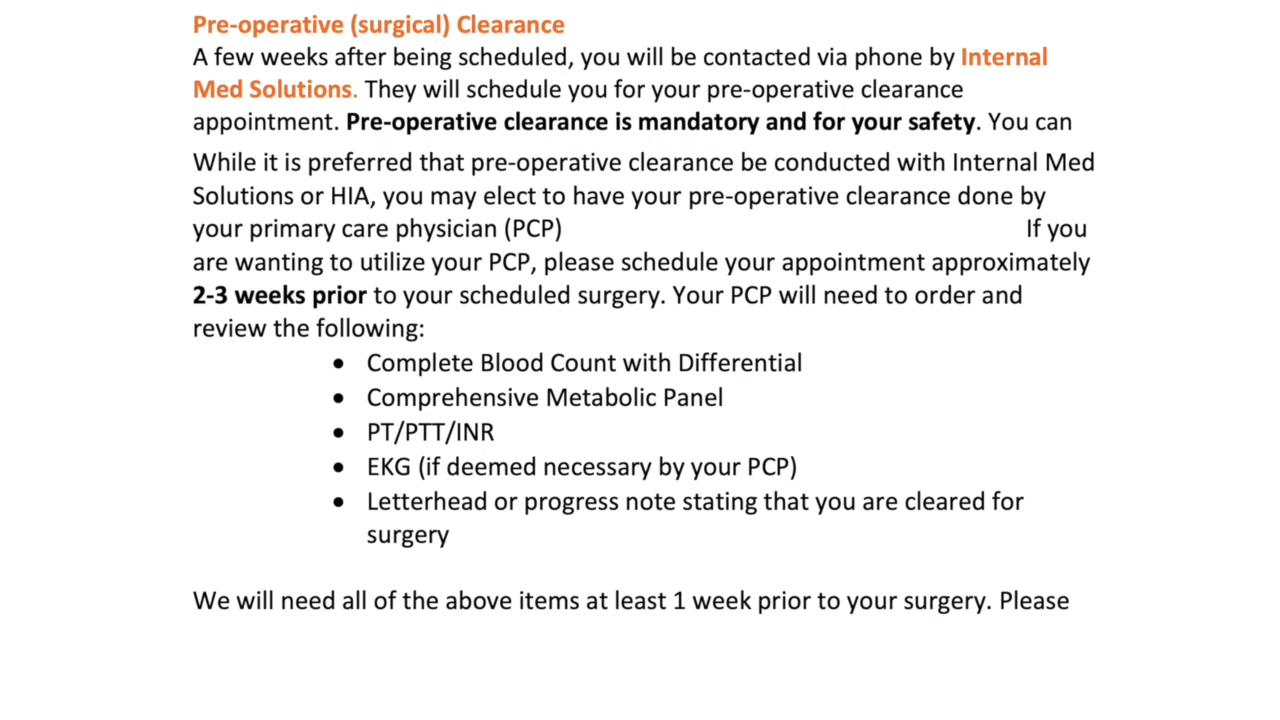 Pre-operative (surgical) Clearance
A few weeks after being scheduled, you will be contacted via phone by Internal
Med Solutions. They will schedule you for your pre-operative clearance
appointment. Pre-operative clearance is mandatory and for your safety. You can
While it is preferred that pre-operative clearance be conducted with Internal Med
Solutions or HIA, you may elect to have your pre-operative clearance done by
your primary care physician (PCP) If you
are wanting to utilize your PCP, please schedule your appointment approximately
2-3 weeks prior to your scheduled surgery. Your PCP will need to order and
review the following:
• Complete Blood Count with Differential
• Comprehensive Metabolic Panel
• PT/PTT/INR
• EKG (if deemed necessary by your PCP)
• Letterhead or progress note stating that you are cleared for
surgery
We will need all of the above items at least 1 week prior to your surgery. Please